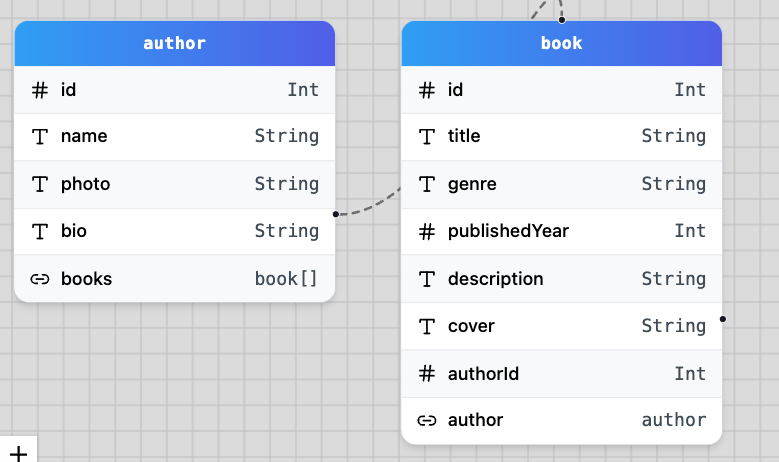 author
id Int
name String
photo String
bio String
books book[]
book
id Int
title String
genre String
publishedYear Int
description String
cover String
authorId Int
author author